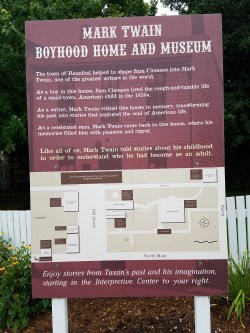 MARK TWAIN
BOYHOOD HOME AND MUSEUM
The town of Hannibal helped to shape Sam Clemens into Mark
Twain, one of the greatest writers in the world.
As a boy in this house, Sam Clemens lived the rough-and-tumble life
of a small-town, American child in the 1840s.
As a writer, Mark Twain visited this house in memory, transforming
his past into stories that captured the soul of American life.
As a celebrated man, Mark Twain came back to this house, where his
memories filled him with pleasure and regret.
Like all of us, Mark Twain told stories about his childhood
in order to understand who he had become as an adult.
Hill Street
North Main
Enjoy stories from Twain's past and his imagination,
starting in the Interpretive Center to your right.